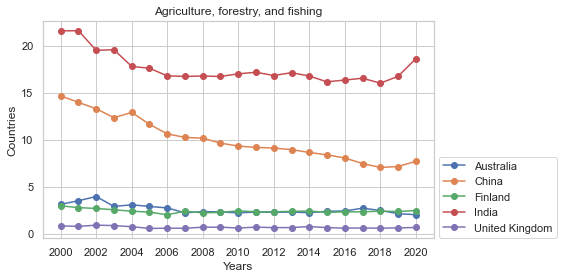 Agriculture, forestry, and fishing
20
15
10
5
0
Countries
2000 2002 2004 2006 2008 2010 2012 2014 2016 2018 2020
Years
Australia
China
Finland
India
United Kingdom